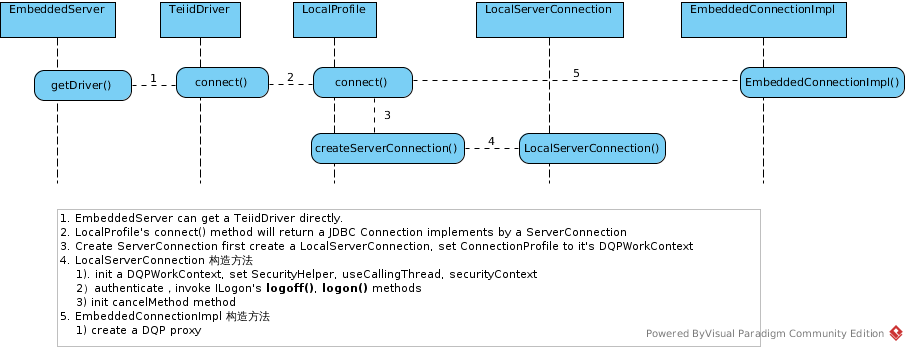 EmbeddedServer
TeiidDriver
LocalProfile
LocalServerConnection
EmbeddedConnectionImpl
getDriver()
1
connect()
2
connect()
5
EmbeddedConnectionImpl()
3
createServerConnection()
4
LocalServerConnection()
1. EmbeddedServer can get a TeiidDriver directly.
2. LocalProfile's connect() method will return a JDBC Connection implements by a ServerConnection
3. Create ServerConnection first create a LocalServerConnection, set ConnectionProfile to it's DQPWorkContext
4. LocalServerConnection 构造方法
1). init a DQPWorkContext, set SecurityHelper, useCallingThread, securityContext
2）authenticate，invoke ILogon's logoff(), logon() methods
3) init cancelMethod method
5. EmbeddedConnectionImpl 构造方法
1) create a DQP proxy
Powered ByVisual Paradigm Community Edition